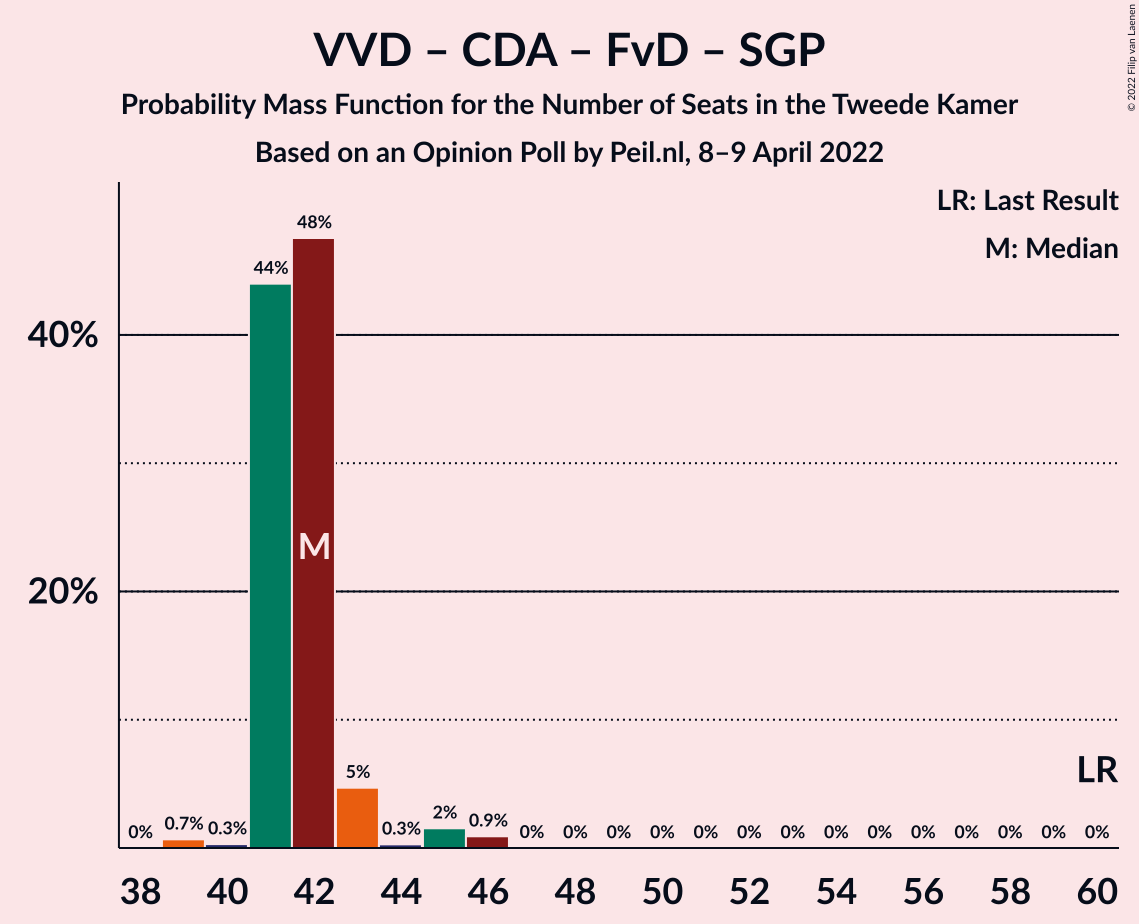 VVD – CDA – FvD – SGP
Probability Mass Function for the Number of Seats in the Tweede Kamer
Based on an Opinion Poll by Peil.nl, 8–9 April 2022
© 2022 Filip van Laenen
LR: Last Result
M: Median
40%
20%
0% 0.7% 0.3% 44% 48% 5% 0.3% 2% 0.9% 0% 0% 0% 0% 0% 0% 0% 0% 0% 0% 0% 0% 0% 0%
M
LR
38 40 42 44 46 48 50 52 54 56 58 60